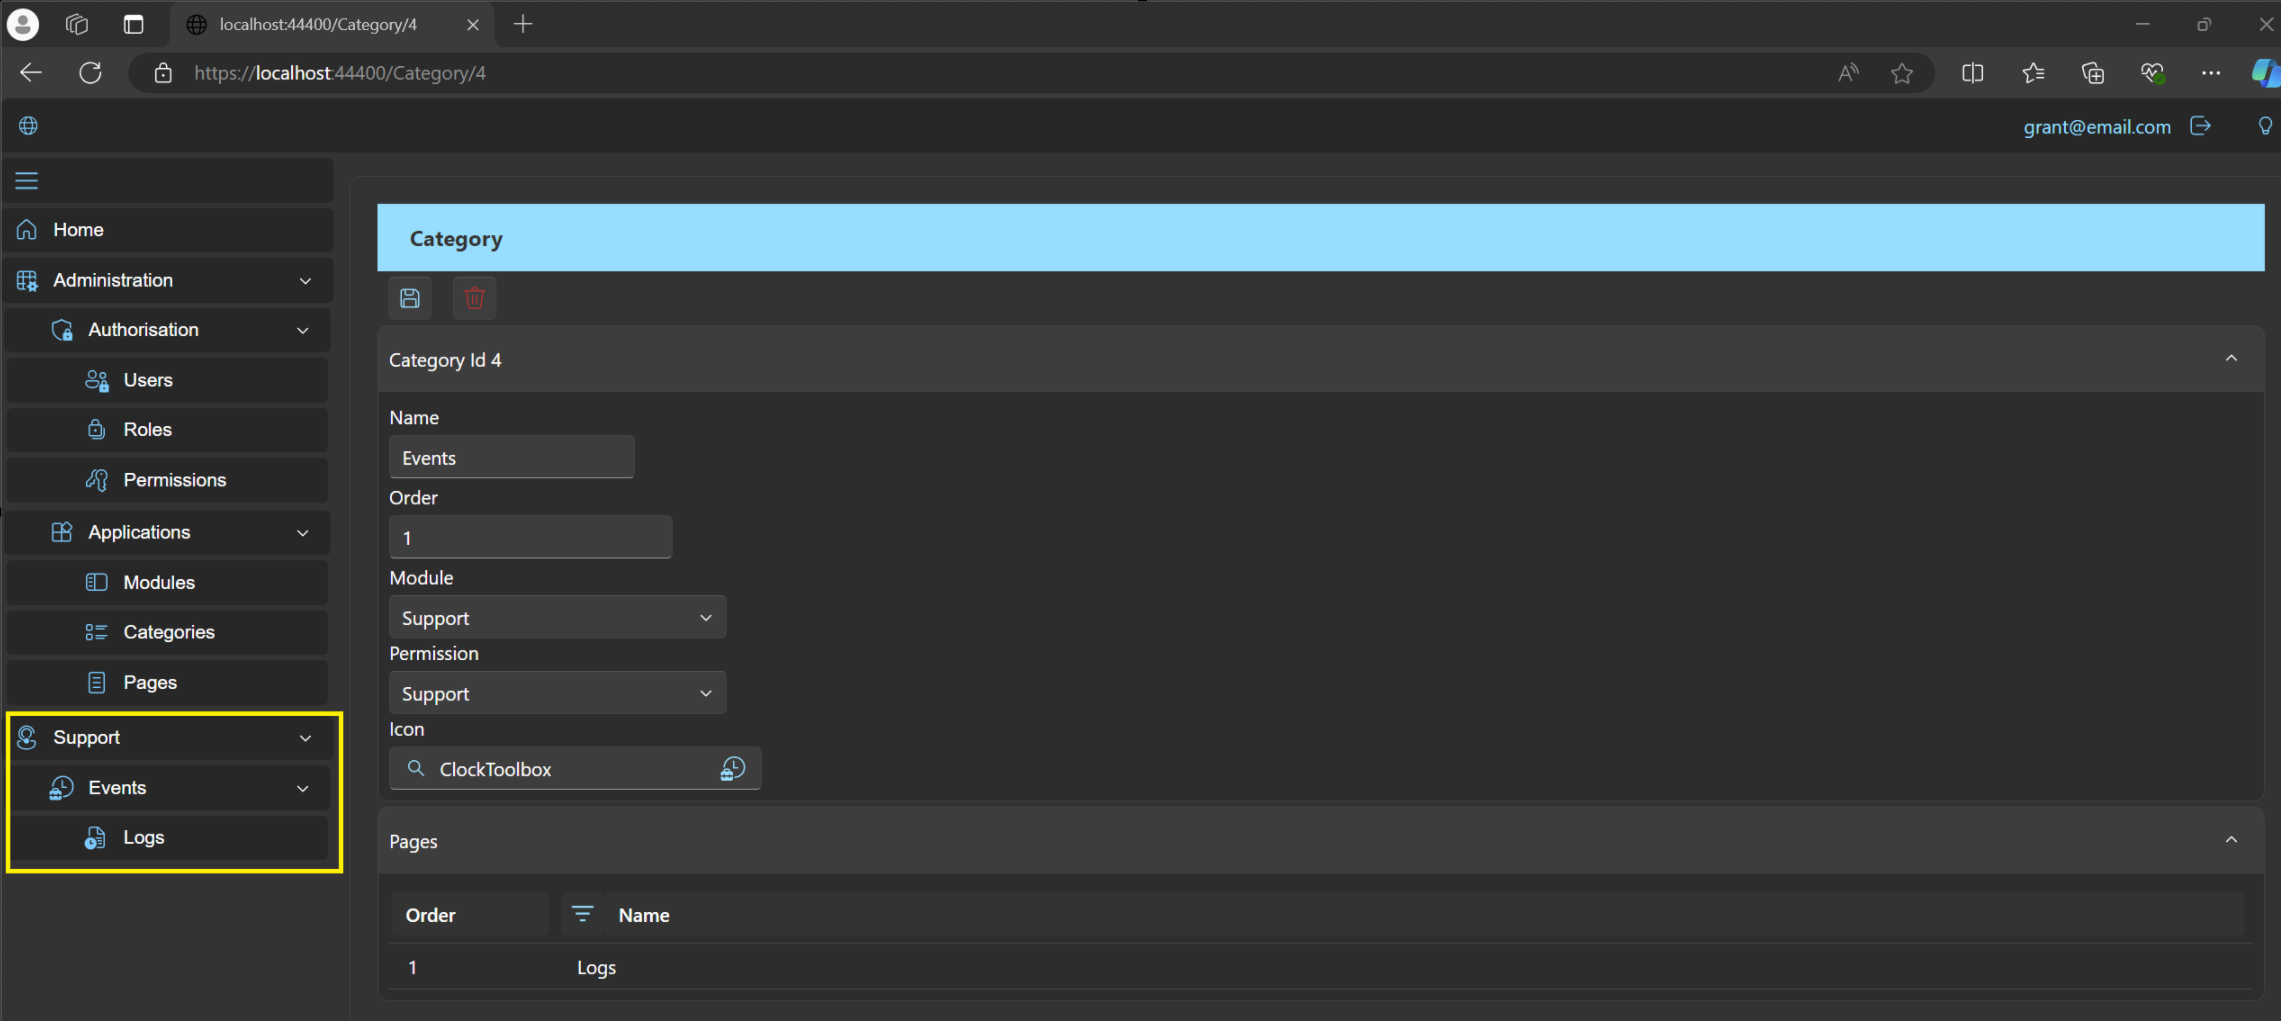 localhost:44400/Category/4
https://localhost:44400/Category/4
grant@email.com
Home
Administration
Authorisation
Users
Roles
Permissions
Applications
Modules
Categories
Pages
Support
Events
Logs
Category
Category Id 4
Name
Events
Order
1
Module
Support
Permission
Support
Icon
ClockToolbox
Pages
Order Name
1 Logs